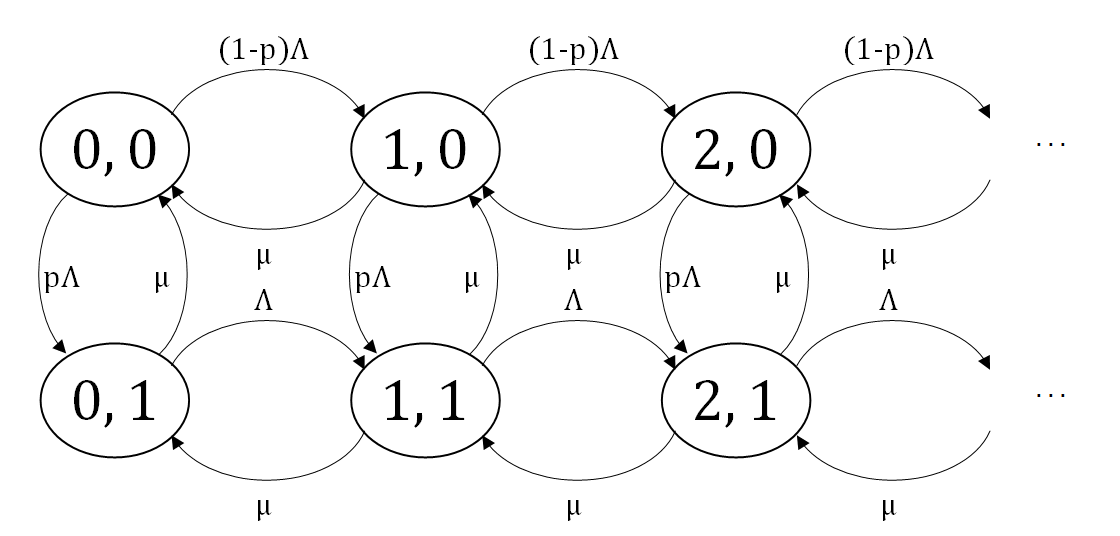 (1-p)Λ (1-p)Λ (1-p)Λ
0, 0 1, 0 2, 0 ...
μ μ μ
pΛ μ pΛ μ pΛ μ
Λ Λ Λ
0, 1 1, 1 2, 1 ...
μ μ μ